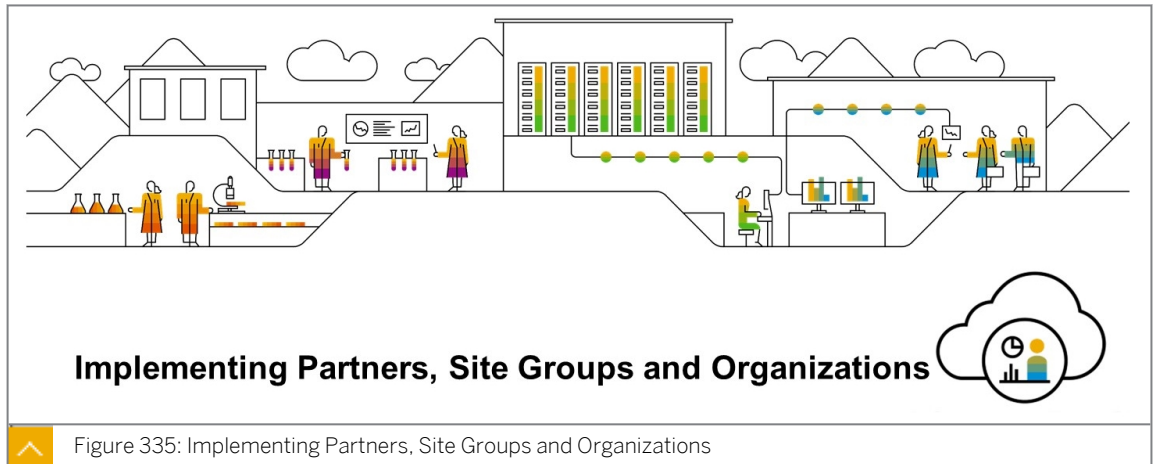 Implementing Partners, Site Groups and Organizations
Figure 335: Implementing Partners, Site Groups and Organizations